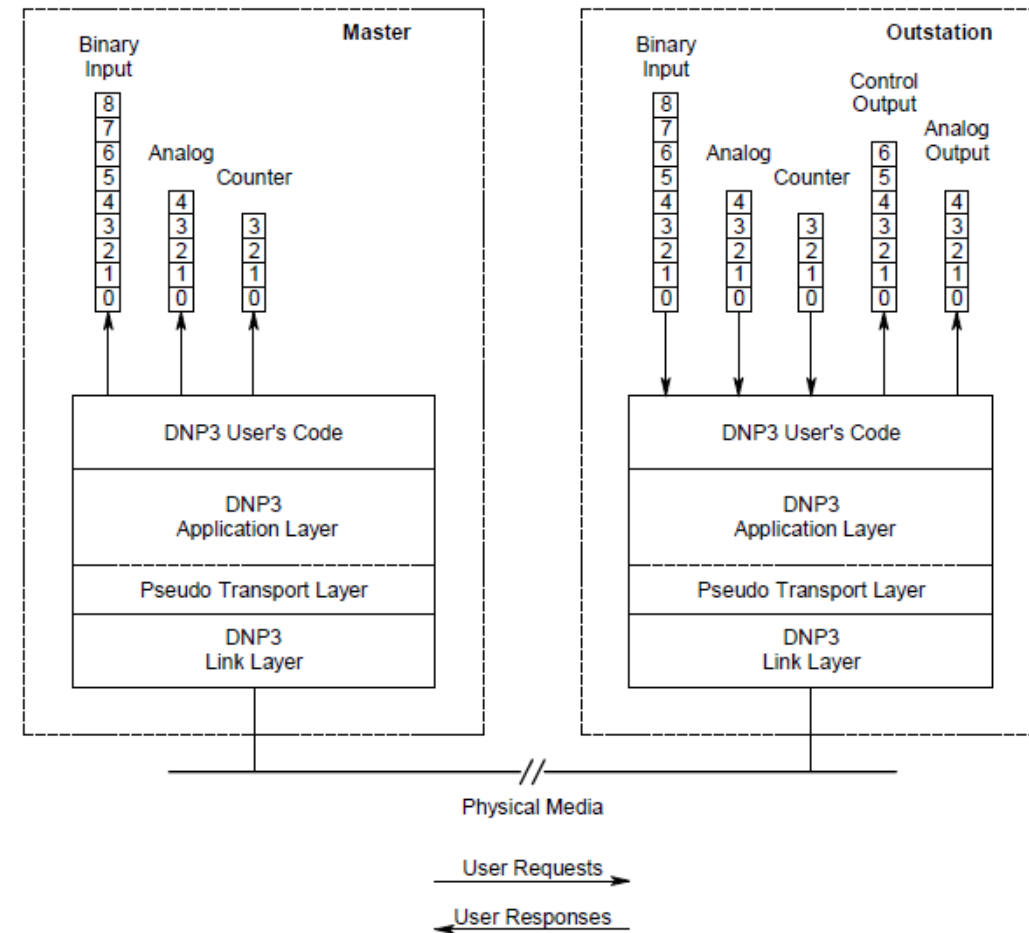 Master
Binary
Input
8
7
6
5
4
3
2
1
0
Analog
4
3
2
1
0
Counter
3
2
1
0
DNP3 User's Code
DNP3
Application Layer
Pseudo Transport Layer
DNP3
Link Layer
Outstation
Binary
Input
8
7
6
5
4
3
2
1
0
Analog
4
3
2
1
0
Counter
3
2
1
0
Control
Output
6
5
4
3
2
1
0
Analog
Output
4
3
2
1
0
DNP3 User's Code
DNP3
Application Layer
Pseudo Transport Layer
DNP3
Link Layer
Physical Media
User Requests
User Responses